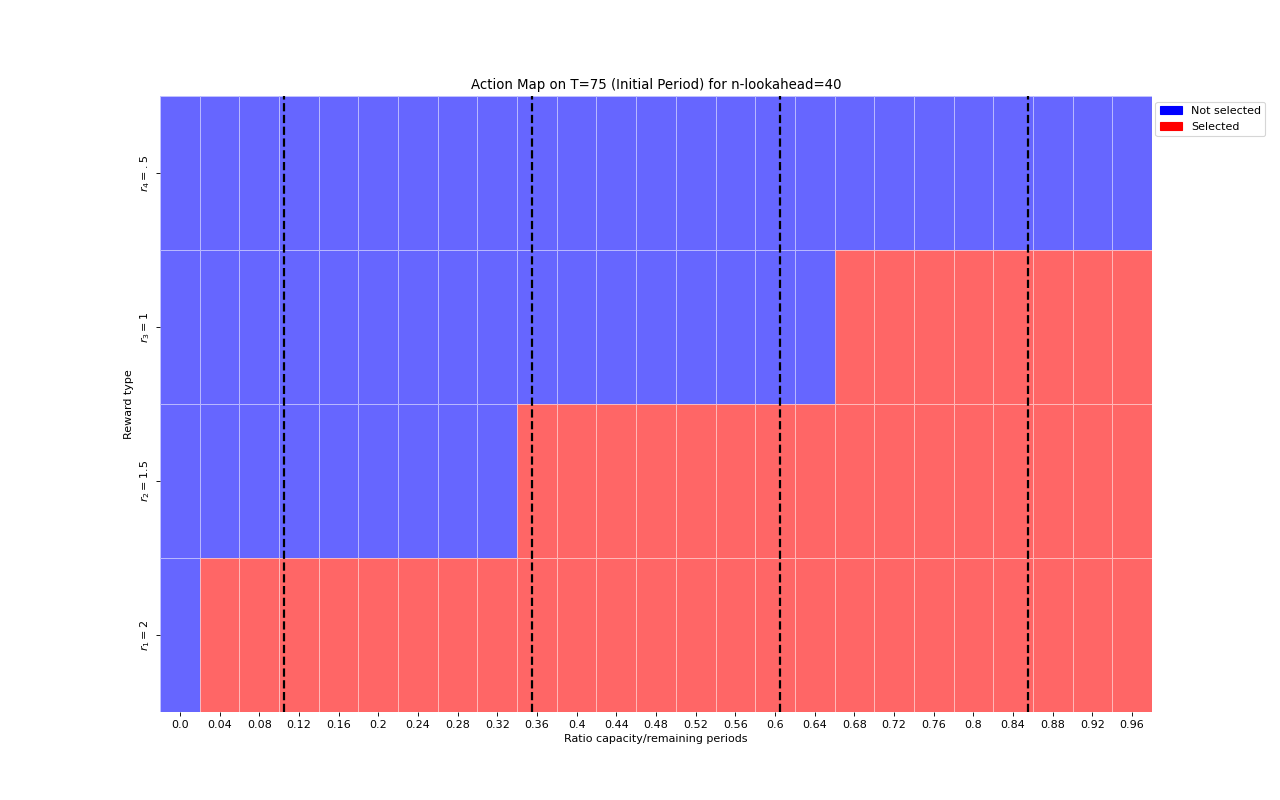 Action Map on T=75 (Initial Period) for n-lookahead=40
Not selected
Selected
r₄ = .5
r₃ = 1
r₂ = 1.5
r₁ = 2
Reward type
0.0 0.04 0.08 0.12 0.16 0.2 0.24 0.28 0.32 0.36 0.4 0.44 0.48 0.52 0.56 0.6 0.64 0.68 0.72 0.76 0.8 0.84 0.88 0.92 0.96
Ratio capacity/remaining periods